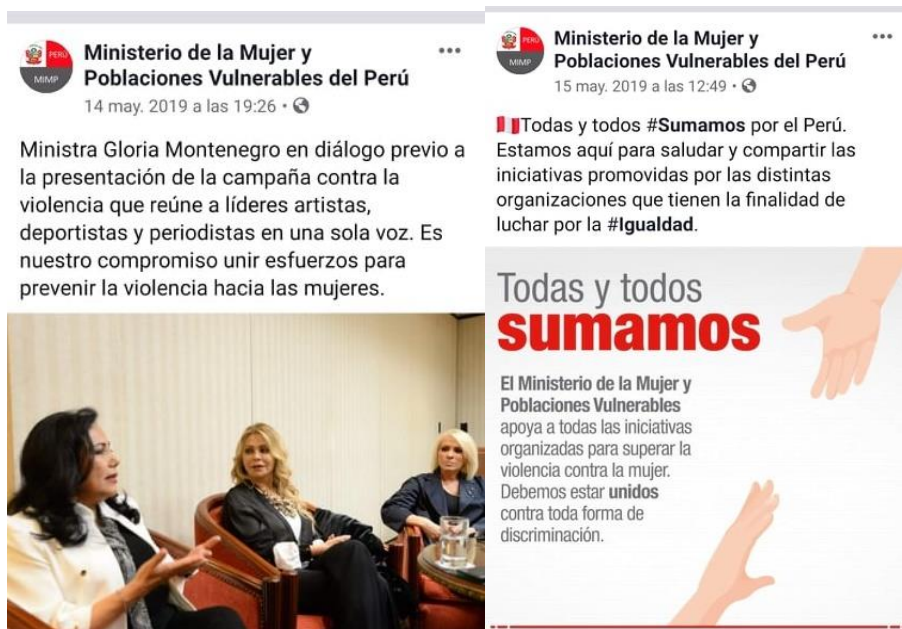 PERÚ
MIMP
Ministerio de la Mujer y
Poblaciones Vulnerables del Perú
14 may. 2019 a las 19:26 •
Ministra Gloria Montenegro en diálogo previo a
la presentación de la campaña contra la
violencia que reúne a líderes artistas,
deportistas y periodistas en una sola voz. Es
nuestro compromiso unir esfuerzos para
prevenir la violencia hacia las mujeres.
PERÚ
MIMP
Ministerio de la Mujer y
Poblaciones Vulnerables del Perú
15 may. 2019 a las 12:49 •
Todas y todos #Sumamos por el Perú.
Estamos aquí para saludar y compartir las
iniciativas promovidas por las distintas
organizaciones que tienen la finalidad de
luchar por la #Igualdad.
Todas y todos
sumamos
El Ministerio de la Mujer y
Poblaciones Vulnerables
apoya a todas las iniciativas
organizadas para superar la
violencia contra la mujer.
Debemos estar unidos
contra toda forma de
discriminación.